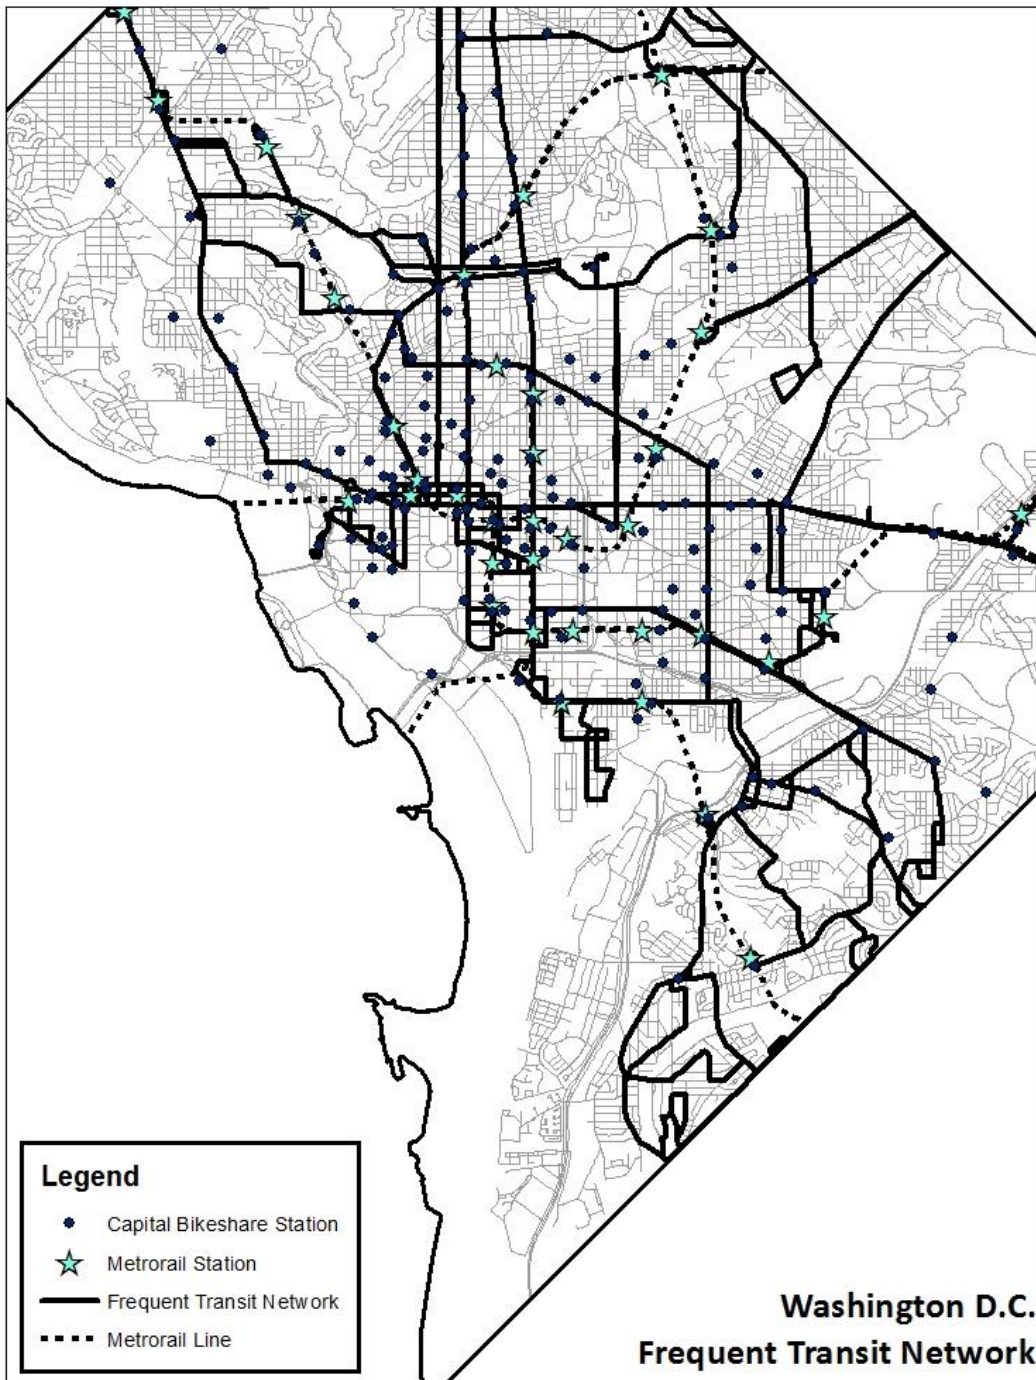 Legend
Capital Bikeshare Station
Metrorail Station
Frequent Transit Network
Metrorail Line
Washington D.C.
Frequent Transit Network